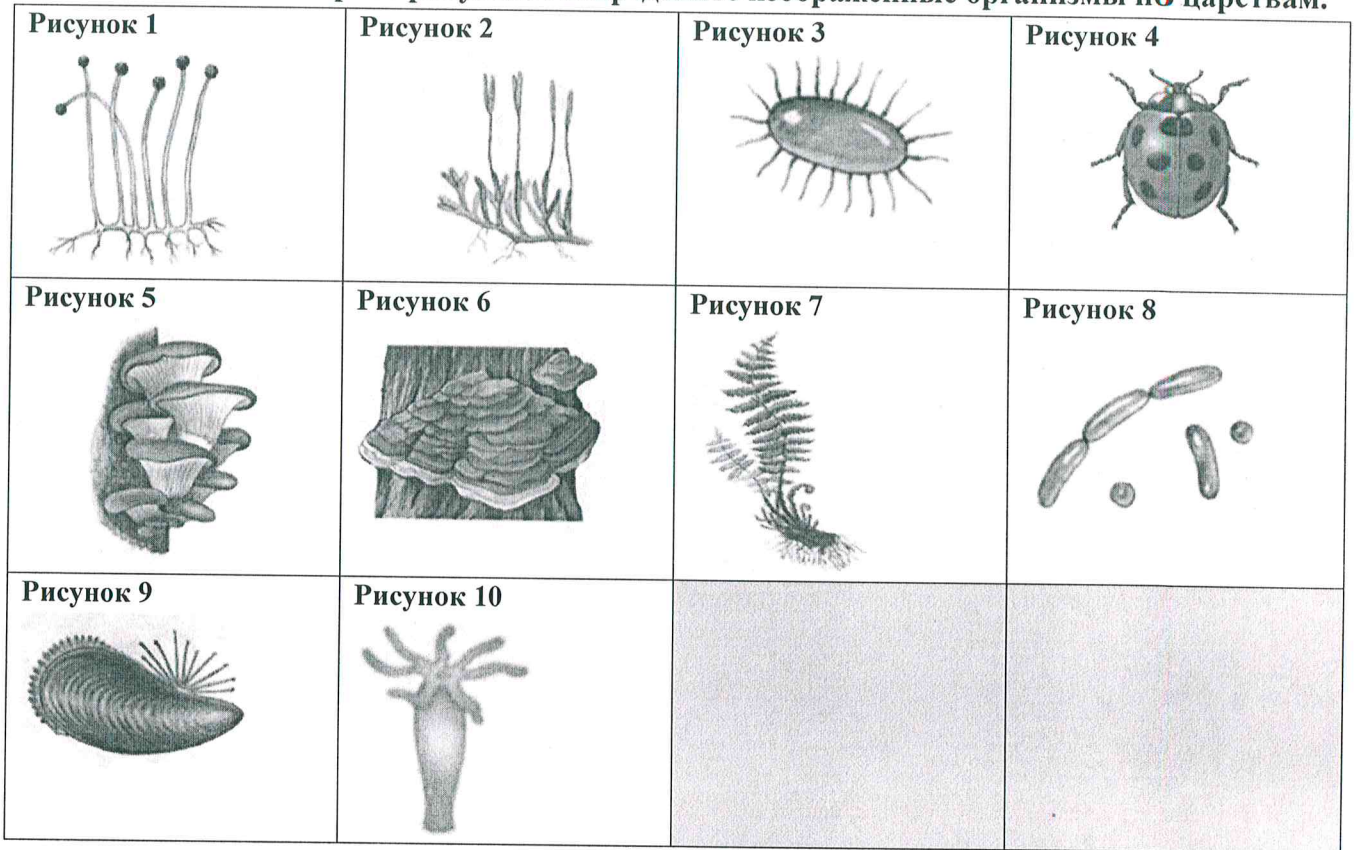 организмы по царствам.
Рисунок 1
Рисунок 2
Рисунок 3
Рисунок 4
Рисунок 5
Рисунок 6
Рисунок 7
Рисунок 8
Рисунок 9
Рисунок 10